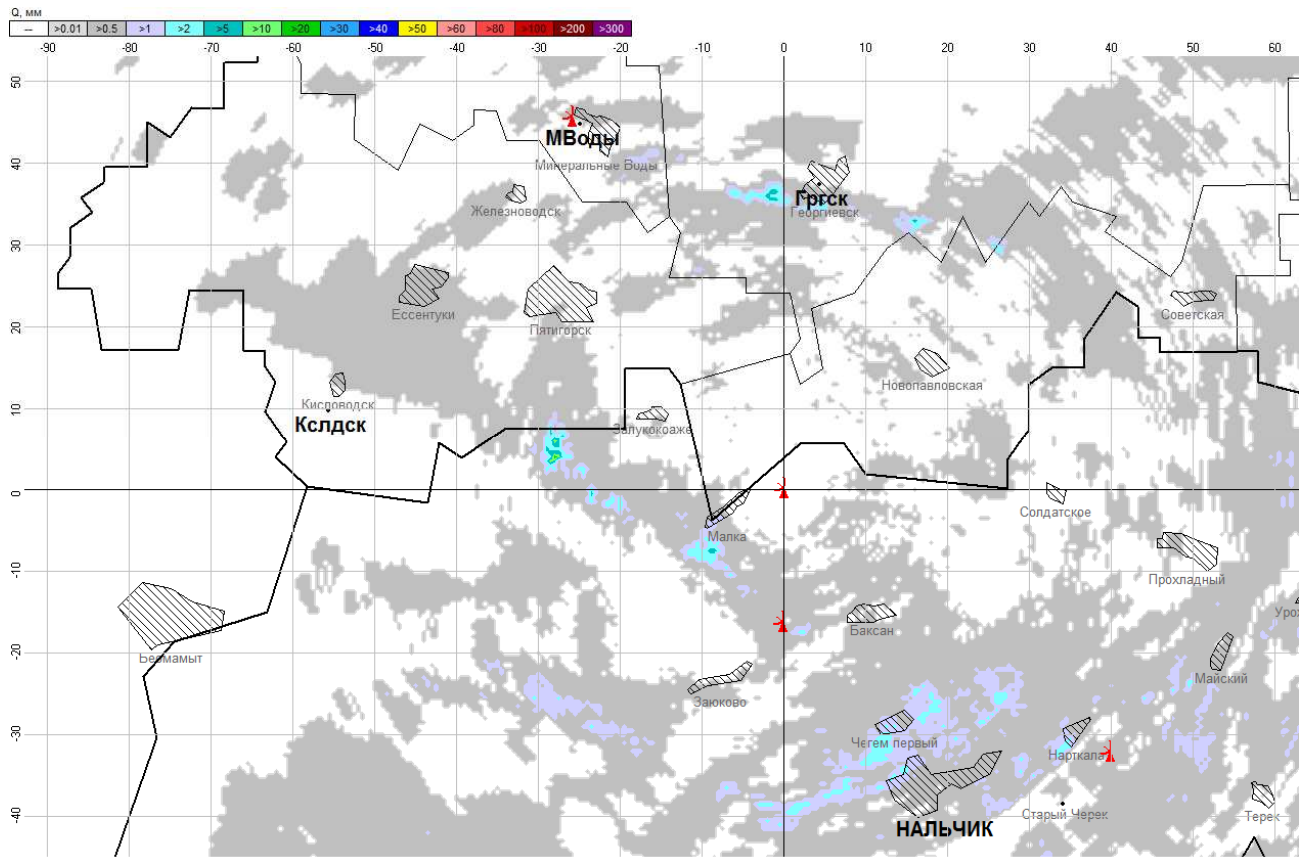 Q, мм
--- >0.01 >0.5 >1 >2 >5 >10 >20 >30 >40 >50 >60 >80 >100 >200 >300
-90 -80 -70 -60 -50 -40 -30 -20 -10 0 10 20 30 40 50 60
50
МВоды
40
Минеральные Воды
Железноводск
Гргск
Георгиевск
30
Ессентуки
Пятигорск
Советская
20
Новопавловская
Кисловодск
10
Кслдск
Залукокоаже
0
Солдатское
Малка
-10
Прохладный
Баксан
Бермамыт
-20
Майский
Заюково
-30
Чегем первый
Нарткала
-40
НАЛЬЧИК
Старый Черек
Терек